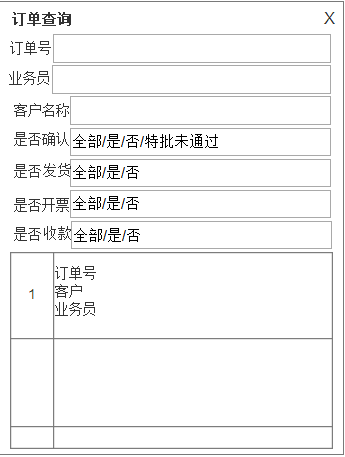 订单查询 X
订单号
业务员
客户名称
是否确认 全部/是/否/特批未通过
是否发货 全部/是/否
是否开票 全部/是/否
是否收款 全部/是/否
1 订单号
客户
业务员